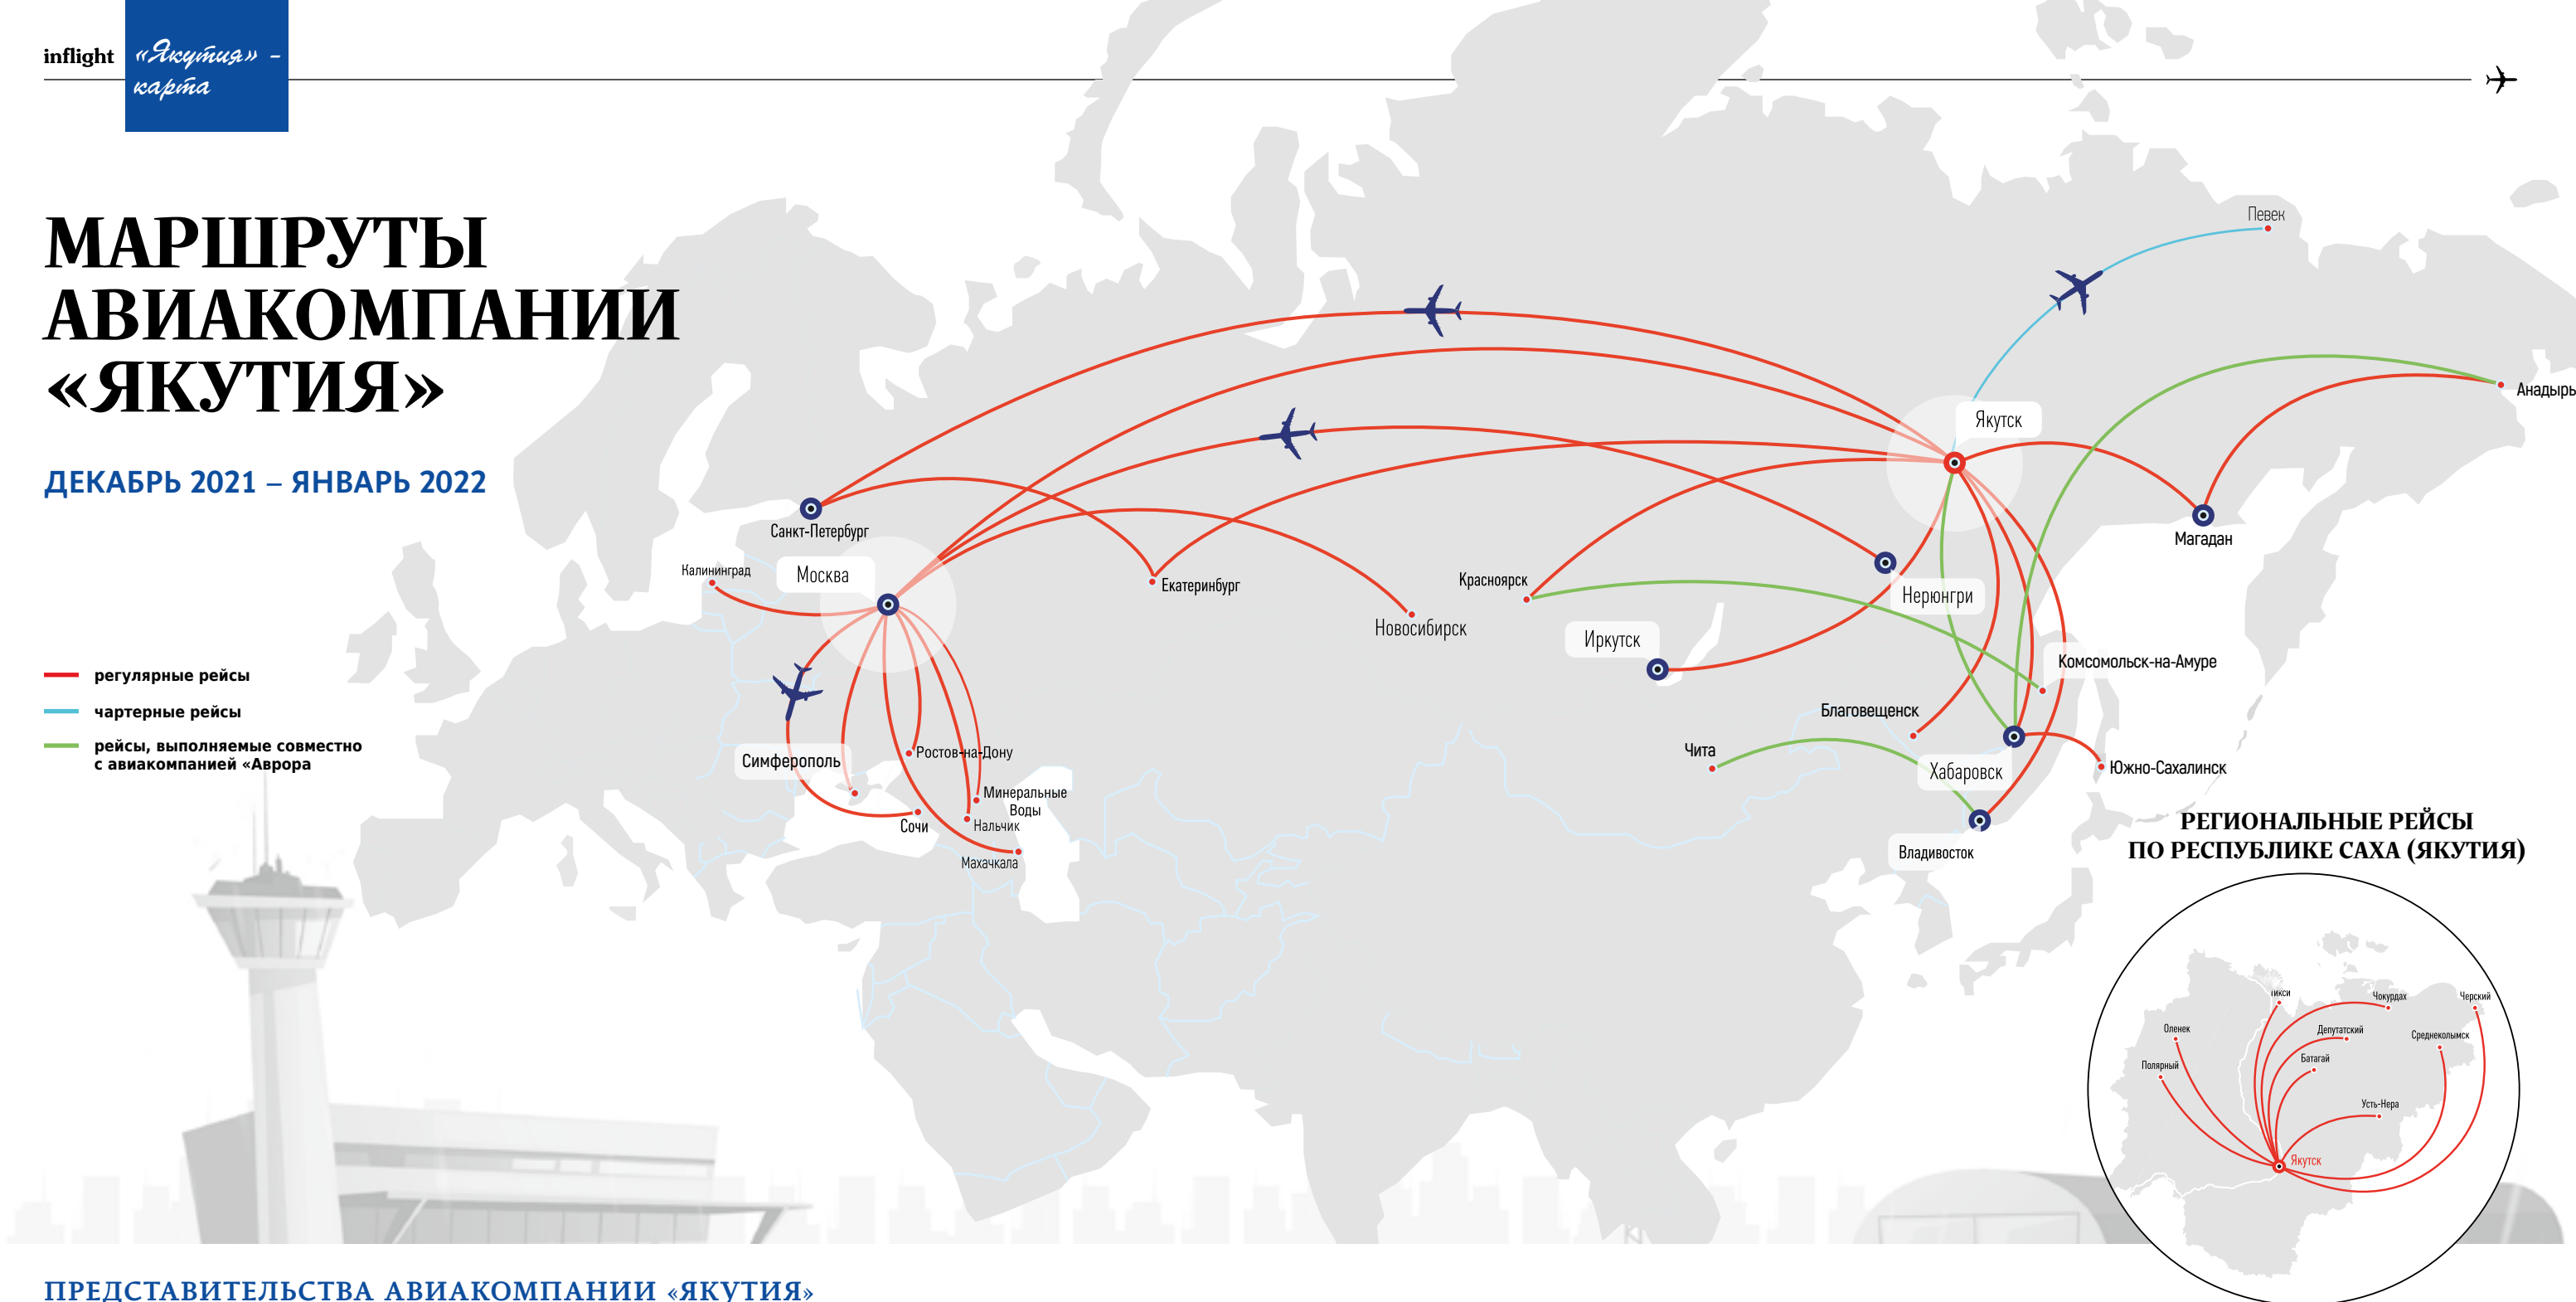 inflight
«Якутия» –
карта
МАРШРУТЫ
АВИАКОМПАНИИ
«ЯКУТИЯ»
ДЕКАБРЬ 2021 – ЯНВАРЬ 2022
регулярные рейсы
чартерные рейсы
рейсы, выполняемые совместно
с авиакомпанией «Аврора
Певек
Анадырь
Якутск
Магадан
Санкт-Петербург
Калининград
Москва
Екатеринбург
Красноярск
Новосибирск
Нерюнгри
Иркутск
Комсомольск-на-Амуре
Благовещенск
Чита
Хабаровск
Южно-Сахалинск
Владивосток
Симферополь
Ростов-на-Дону
Минеральные
Воды
Сочи
Нальчик
Махачкала
РЕГИОНАЛЬНЫЕ РЕЙСЫ
ПО РЕСПУБЛИКЕ САХА (ЯКУТИЯ)
икси
Чокурдах
Черский
Оленек
Депутатский
Среднеколымск
Батагай
Полярный
Усть-Нера
Якутск
ПРЕДСТАВИТЕЛЬСТВА АВИАКОМПАНИИ «ЯКУТИЯ»